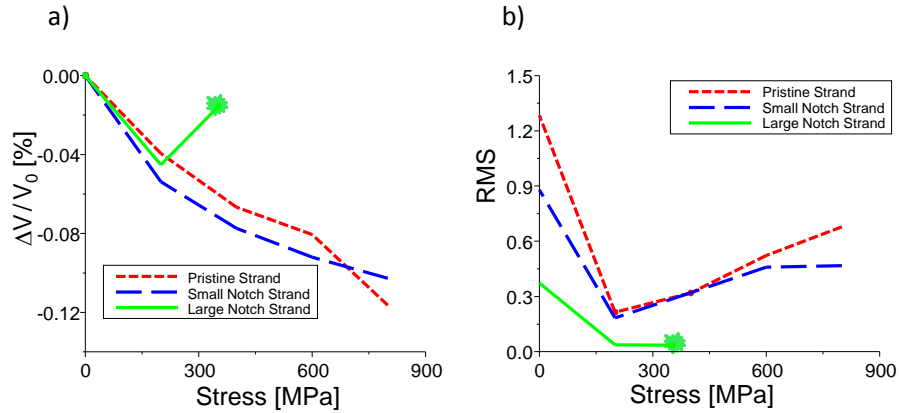 a)
b)
0.00
-0.04
-0.08
-0.12
ΔV/V0 [%]
Pristine Strand
Small Notch Strand
Large Notch Strand
0 300 600 900
Stress [MPa]
1.5
1.2
0.9
0.6
0.3
0.0
RMS
Pristine Strand
Small Notch Strand
Large Notch Strand
0 300 600 900
Stress [MPa]